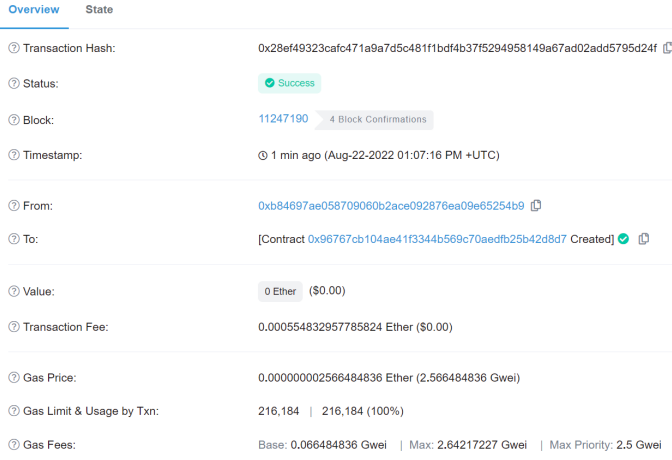 Overview State
Transaction Hash: 0x28ef49323cafc471a9a7d5c481f1bdf4b37f5294958149a67ad02add5795d24f
Status: Success
Block: 11247190 4 Block Confirmations
Timestamp: 1 min ago (Aug-22-2022 01:07:16 PM +UTC)
From: 0xb84697ae058709060b2ace092876ea09e65254b9
To: [Contract 0x96767cb104ae41f3344b569c70aedfb25b42d8d7 Created]
Value: 0 Ether ($0.00)
Transaction Fee: 0.000554832957785824 Ether ($0.00)
Gas Price: 0.000000002566484836 Ether (2.566484836 Gwei)
Gas Limit & Usage by Txn: 216,184 | 216,184 (100%)
Gas Fees: Base: 0.066484836 Gwei | Max: 2.64217227 Gwei | Max Priority: 2.5 Gwei